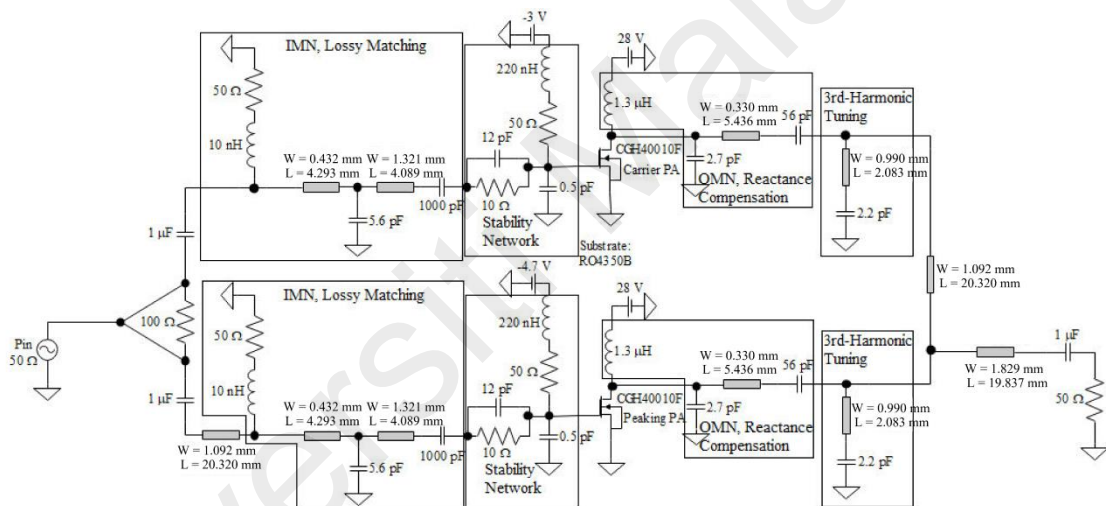 -3 V
28 V
IMN, Lossy Matching
220 nH
1.3 µH
W = 0.330 mm
L = 5.436 mm
56 pF
3rd-Harmonic
Tuning
50 Ω
10 nH
W = 0.432 mm
L = 4.293 mm
W = 1.321 mm
L = 4.089 mm
12 pF
50 Ω
CGH40010F
Carrier PA
2.7 pF
W = 0.990 mm
L = 2.083 mm
OMN, Reactance
Compensation
1000 pF
10 Ω
0.5 pF
5.6 pF
Stability
Network
2.2 pF
1 µF
Substrate:
RO4350B
-4.7 V
28 V
W = 1.092 mm
L = 20.320 mm
IMN, Lossy Matching
220 nH
1.3 µH
W = 0.330 mm
L = 5.436 mm
56 pF
3rd-Harmonic
Tuning
Pin
50 Ω
100 Ω
50 Ω
10 nH
W = 0.432 mm
L = 4.293 mm
W = 1.321 mm
L = 4.089 mm
12 pF
50 Ω
CGH40010F
Peaking PA
2.7 pF
W = 0.990 mm
L = 2.083 mm
OMN, Reactance
Compensation
1 µF
W = 1.829 mm
L = 19.837 mm
50 Ω
1 µF
W = 1.092 mm
L = 20.320 mm
5.6 pF
1000 pF
10 Ω
0.5 pF
Stability
Network
2.2 pF
versiti Mala